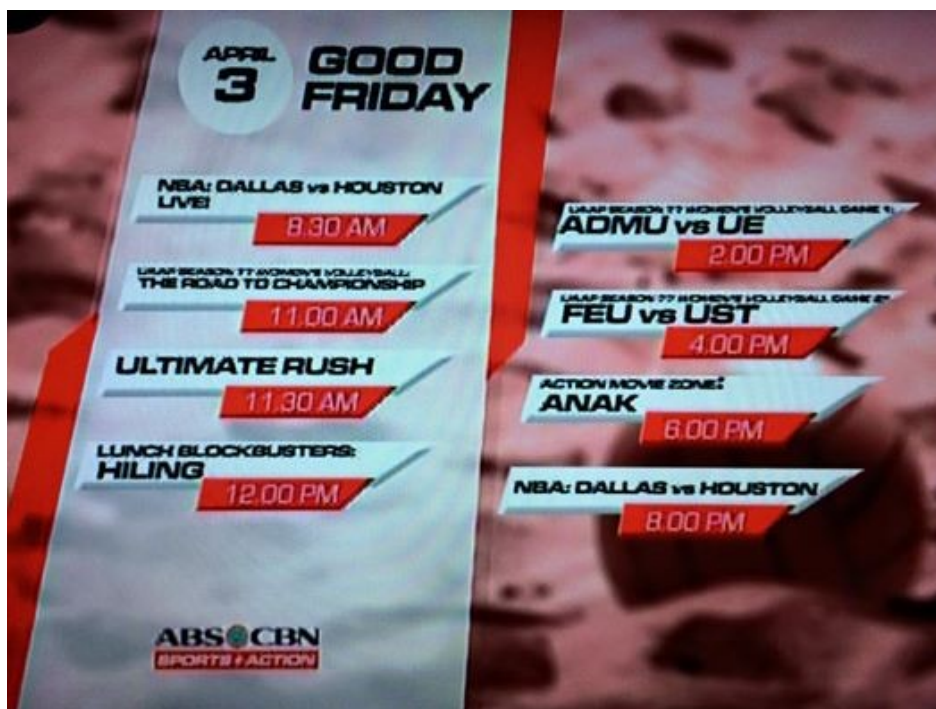 APRIL
3
GOOD
FRIDAY
NBA: DALLAS vs HOUSTON
LIVE!
8.30 AM
UAAP SEASON 77 WOMEN'S VOLLEYBALL:
THE ROAD TO CHAMPIONSHIP
11.00 AM
ULTIMATE RUSH
11.30 AM
LUNCH BLOCKBUSTERS:
HILING
12.00 PM
UAAP SEASON 77 WOMEN'S VOLLEYBALL GAME 1:
ADMU vs UE
2.00 PM
UAAP SEASON 77 WOMEN'S VOLLEYBALL GAME 2:
FEU vs UST
4.00 PM
ACTION MOVIE ZONE:
ANAK
6.00 PM
NBA: DALLAS vs HOUSTON
8.00 PM
ABS CBN
SPORTS+ACTION